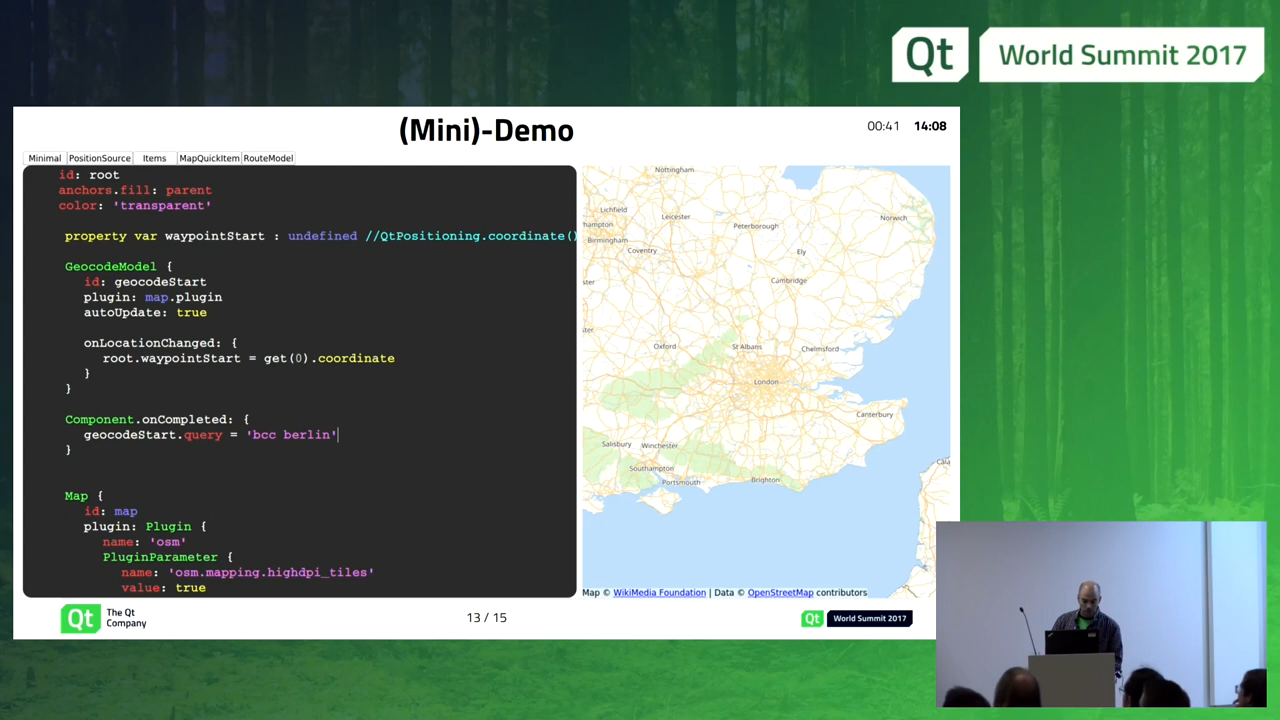 Qt World Summit 2017
(Mini)-Demo
00:41 14:08
Minimal PositionSource Items MapQuickItem RouteModel
id: root
anchors.fill: parent
color: 'transparent'
property var waypointStart : undefined //QtPositioning.coordinate()
GeocodeModel {
id: geocodeStart
plugin: map.plugin
autoUpdate: true
onLocationChanged: {
root.waypointStart = get(0).coordinate
}
}
Component.onCompleted: {
geocodeStart.query = 'bcc berlin'
}
Map {
id: map
plugin: Plugin {
name: 'osm'
PluginParameter {
name: 'osm.mapping.highdpi_tiles'
value: true
Nottingham
Lichfield
Leicester
Norwich
hampton
Peterborough
Birmingham
Coventry
Ely
ster
Cambridge
ter
Oxford
St Albans
Chelmsford
London
Canterbury
Salisbury
Winchester
Southampton
Cala
Portsmouth
Brighton
Map © WikiMedia Foundation | Data © OpenStreetMap contributors
Qt The Qt
Company
13 / 15
Qt World Summit 2017